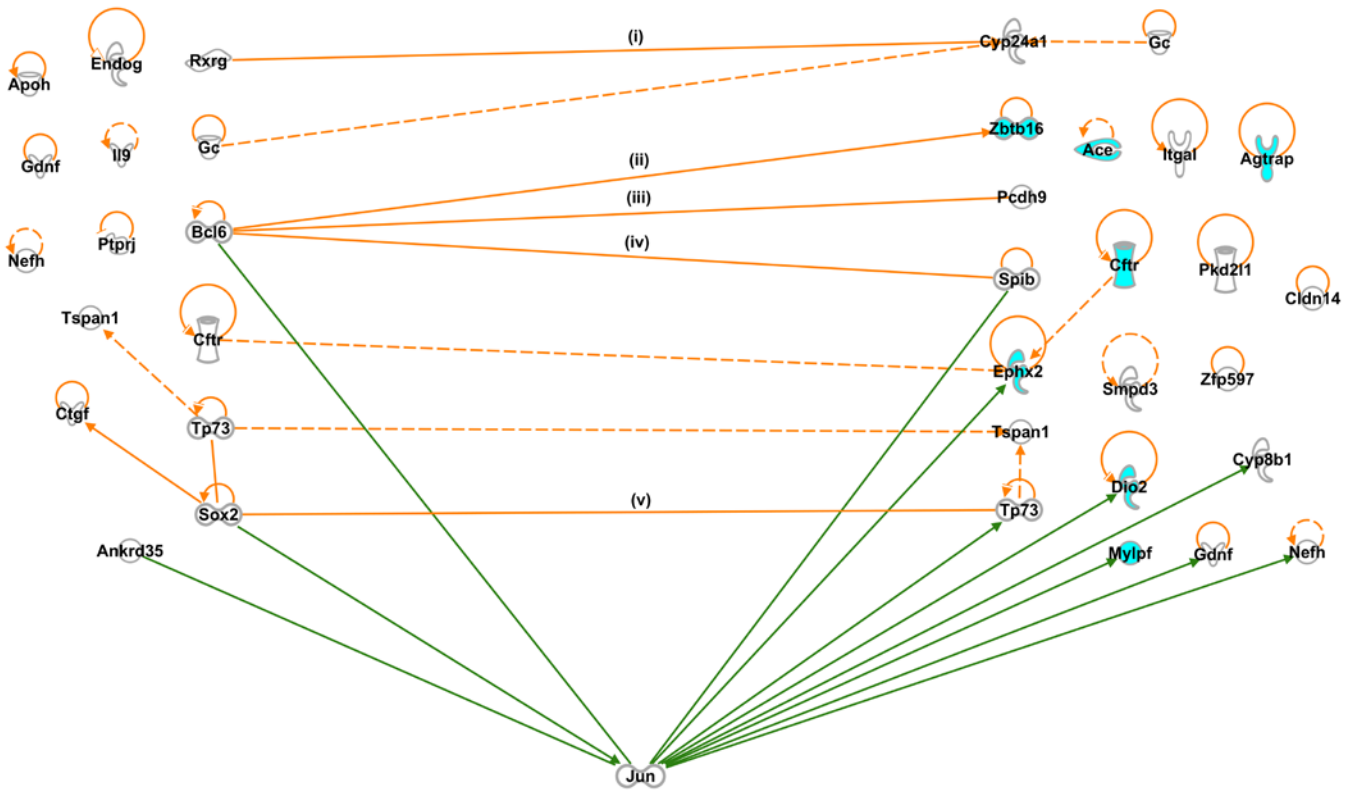 (i)
Rxrg
Cyp24a1
Gc
Endog
Apoh
(ii)
Zbtb16
Gc
Il9
Gdnf
Ace
Itgal
Agtrap
(iii)
Pcdh9
Bcl6
Ptprj
Nefh
(iv)
Spib
Cftr
Pkd2l1
Cldn14
Tspan1
Cftr
Ephx2
Smpd3
Zfp597
Ctgf
Tp73
Tspan1
Cyp8b1
Dio2
(v)
Sox2
Tp73
Ankrd35
Mylpf
Gdnf
Nefh
Jun